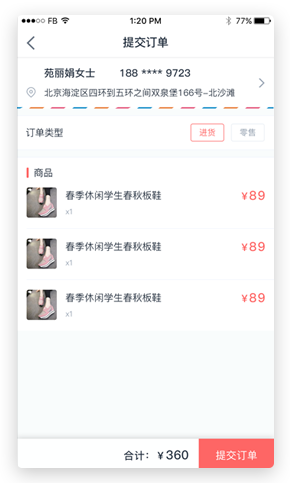 FB 1:20 PM 77%
提交订单
苑丽娟女士 188 **** 9723
北京海淀区四环到五环之间双泉堡166号-北沙滩
订单类型 进货 零售
商品
春季休闲学生春秋板鞋 ¥89
x1
春季休闲学生春秋板鞋 ¥89
x1
春季休闲学生春秋板鞋 ¥89
x1
合计：¥360 提交订单